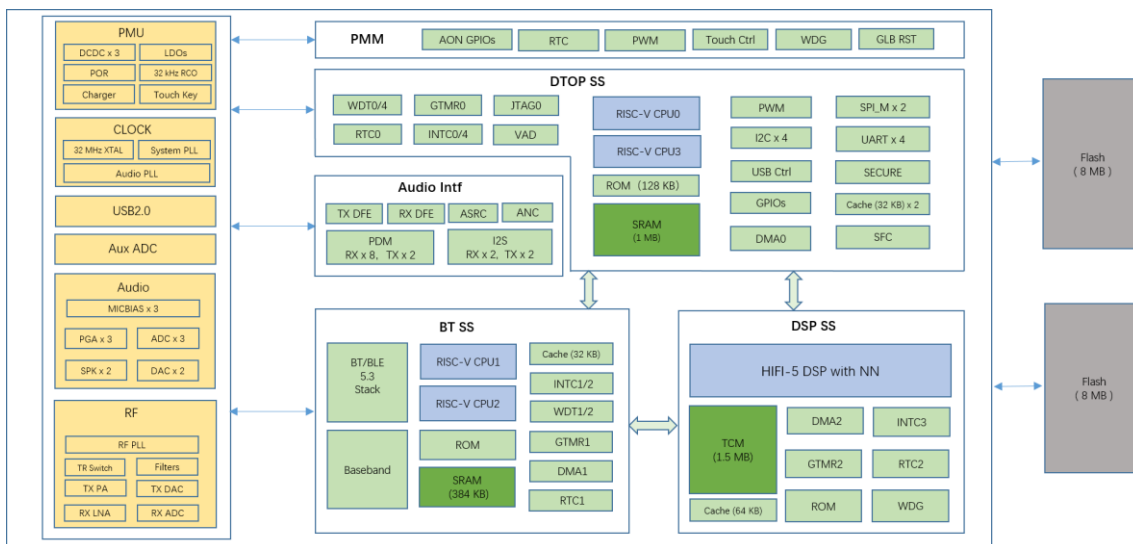 PMU
DCDC x 3
LDOs
POR
32 kHz RCO
Charger
Touch Key
CLOCK
32 MHz XTAL
System PLL
Audio PLL
USB2.0
Aux ADC
Audio
MICBIAS x 3
PGA x 3
ADC x 3
SPK x 2
DAC x 2
RF
RF PLL
TR Switch
Filters
TX PA
TX DAC
RX LNA
RX ADC
PMM
AON GPIOs
RTC
PWM
Touch Ctrl
WDG
GLB RST
DTOP SS
WDT0/4
GTMR0
JTAG0
RTC0
INTC0/4
VAD
RISC-V CPU0
RISC-V CPU3
ROM (128 KB)
SRAM
(1 MB)
PWM
SPI_M x 2
I2C x 4
UART x 4
USB Ctrl
SECURE
GPIOs
Cache (32 KB) x 2
DMA0
SFC
Audio Intf
TX DFE
RX DFE
ASRC
ANC
PDM
RX x 8, TX x 2
I2S
RX x 2, TX x 2
BT SS
BT/BLE
5.3
Stack
Baseband
RISC-V CPU1
RISC-V CPU2
ROM
SRAM
(384 KB)
Cache (32 KB)
INTC1/2
WDT1/2
GTMR1
DMA1
RTC1
DSP SS
HIFI-5 DSP with NN
TCM
(1.5 MB)
Cache (64 KB)
DMA2
INTC3
GTMR2
RTC2
ROM
WDG
Flash
( 8 MB )
Flash
( 8 MB )